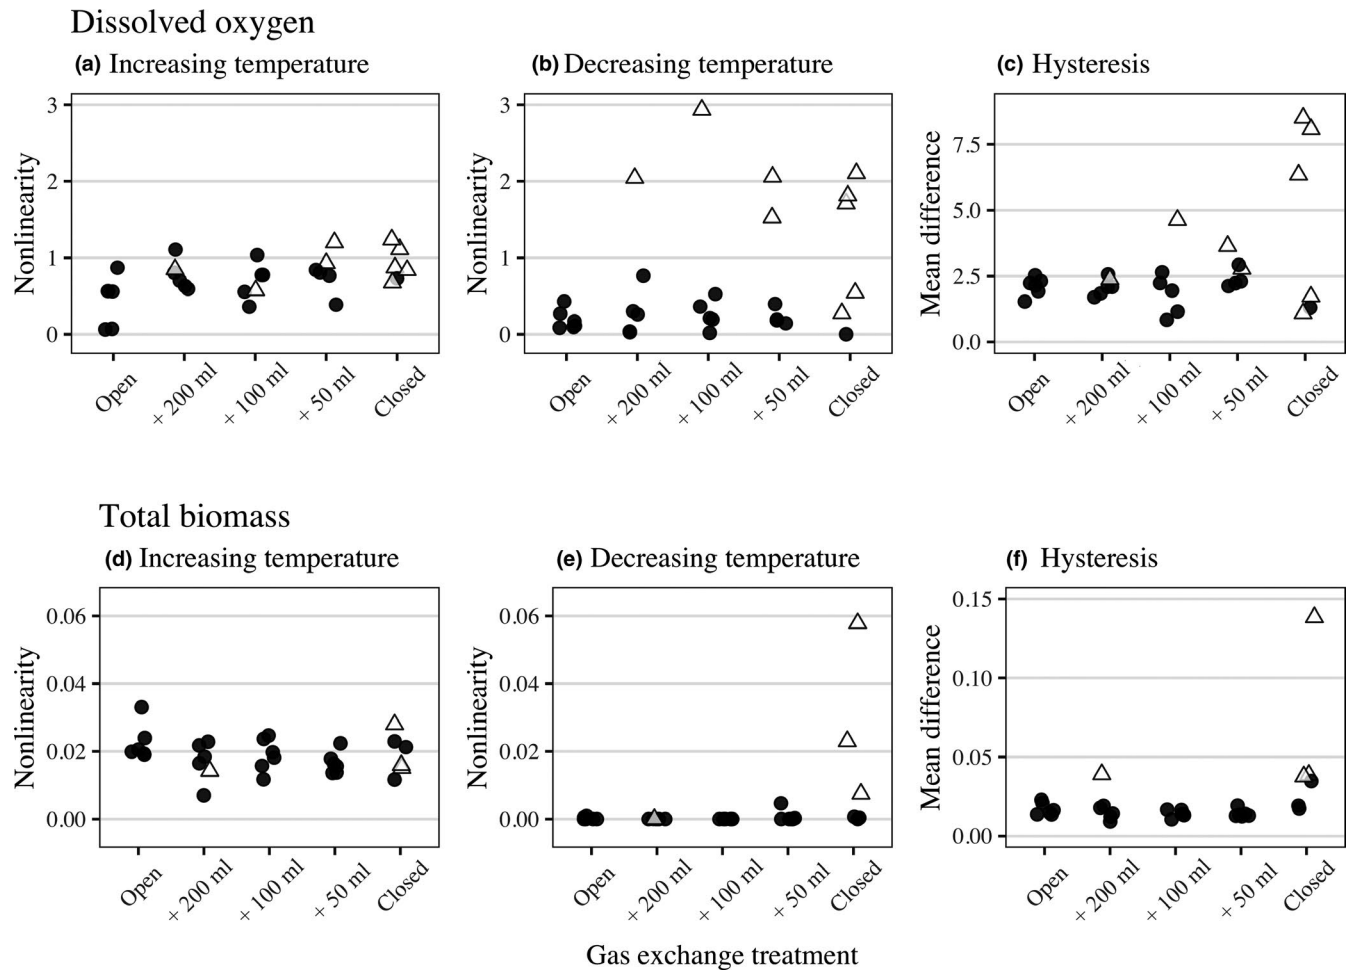 Dissolved oxygen
(a) Increasing temperature
(b) Decreasing temperature
(c) Hysteresis
Nonlinearity
3
2
1
0
Open
+ 200 ml
+ 100 ml
+ 50 ml
Closed
Nonlinearity
3
2
1
0
Open
+ 200 ml
+ 100 ml
+ 50 ml
Closed
Mean difference
7.5
5.0
2.5
0.0
Open
+ 200 ml
+ 100 ml
+ 50 ml
Closed
Total biomass
(d) Increasing temperature
(e) Decreasing temperature
(f) Hysteresis
Nonlinearity
0.06
0.04
0.02
0.00
Open
+ 200 ml
+ 100 ml
+ 50 ml
Closed
Nonlinearity
0.06
0.04
0.02
0.00
Open
+ 200 ml
+ 100 ml
+ 50 ml
Closed
Mean difference
0.15
0.10
0.05
0.00
Open
+ 200 ml
+ 100 ml
+ 50 ml
Closed
Gas exchange treatment